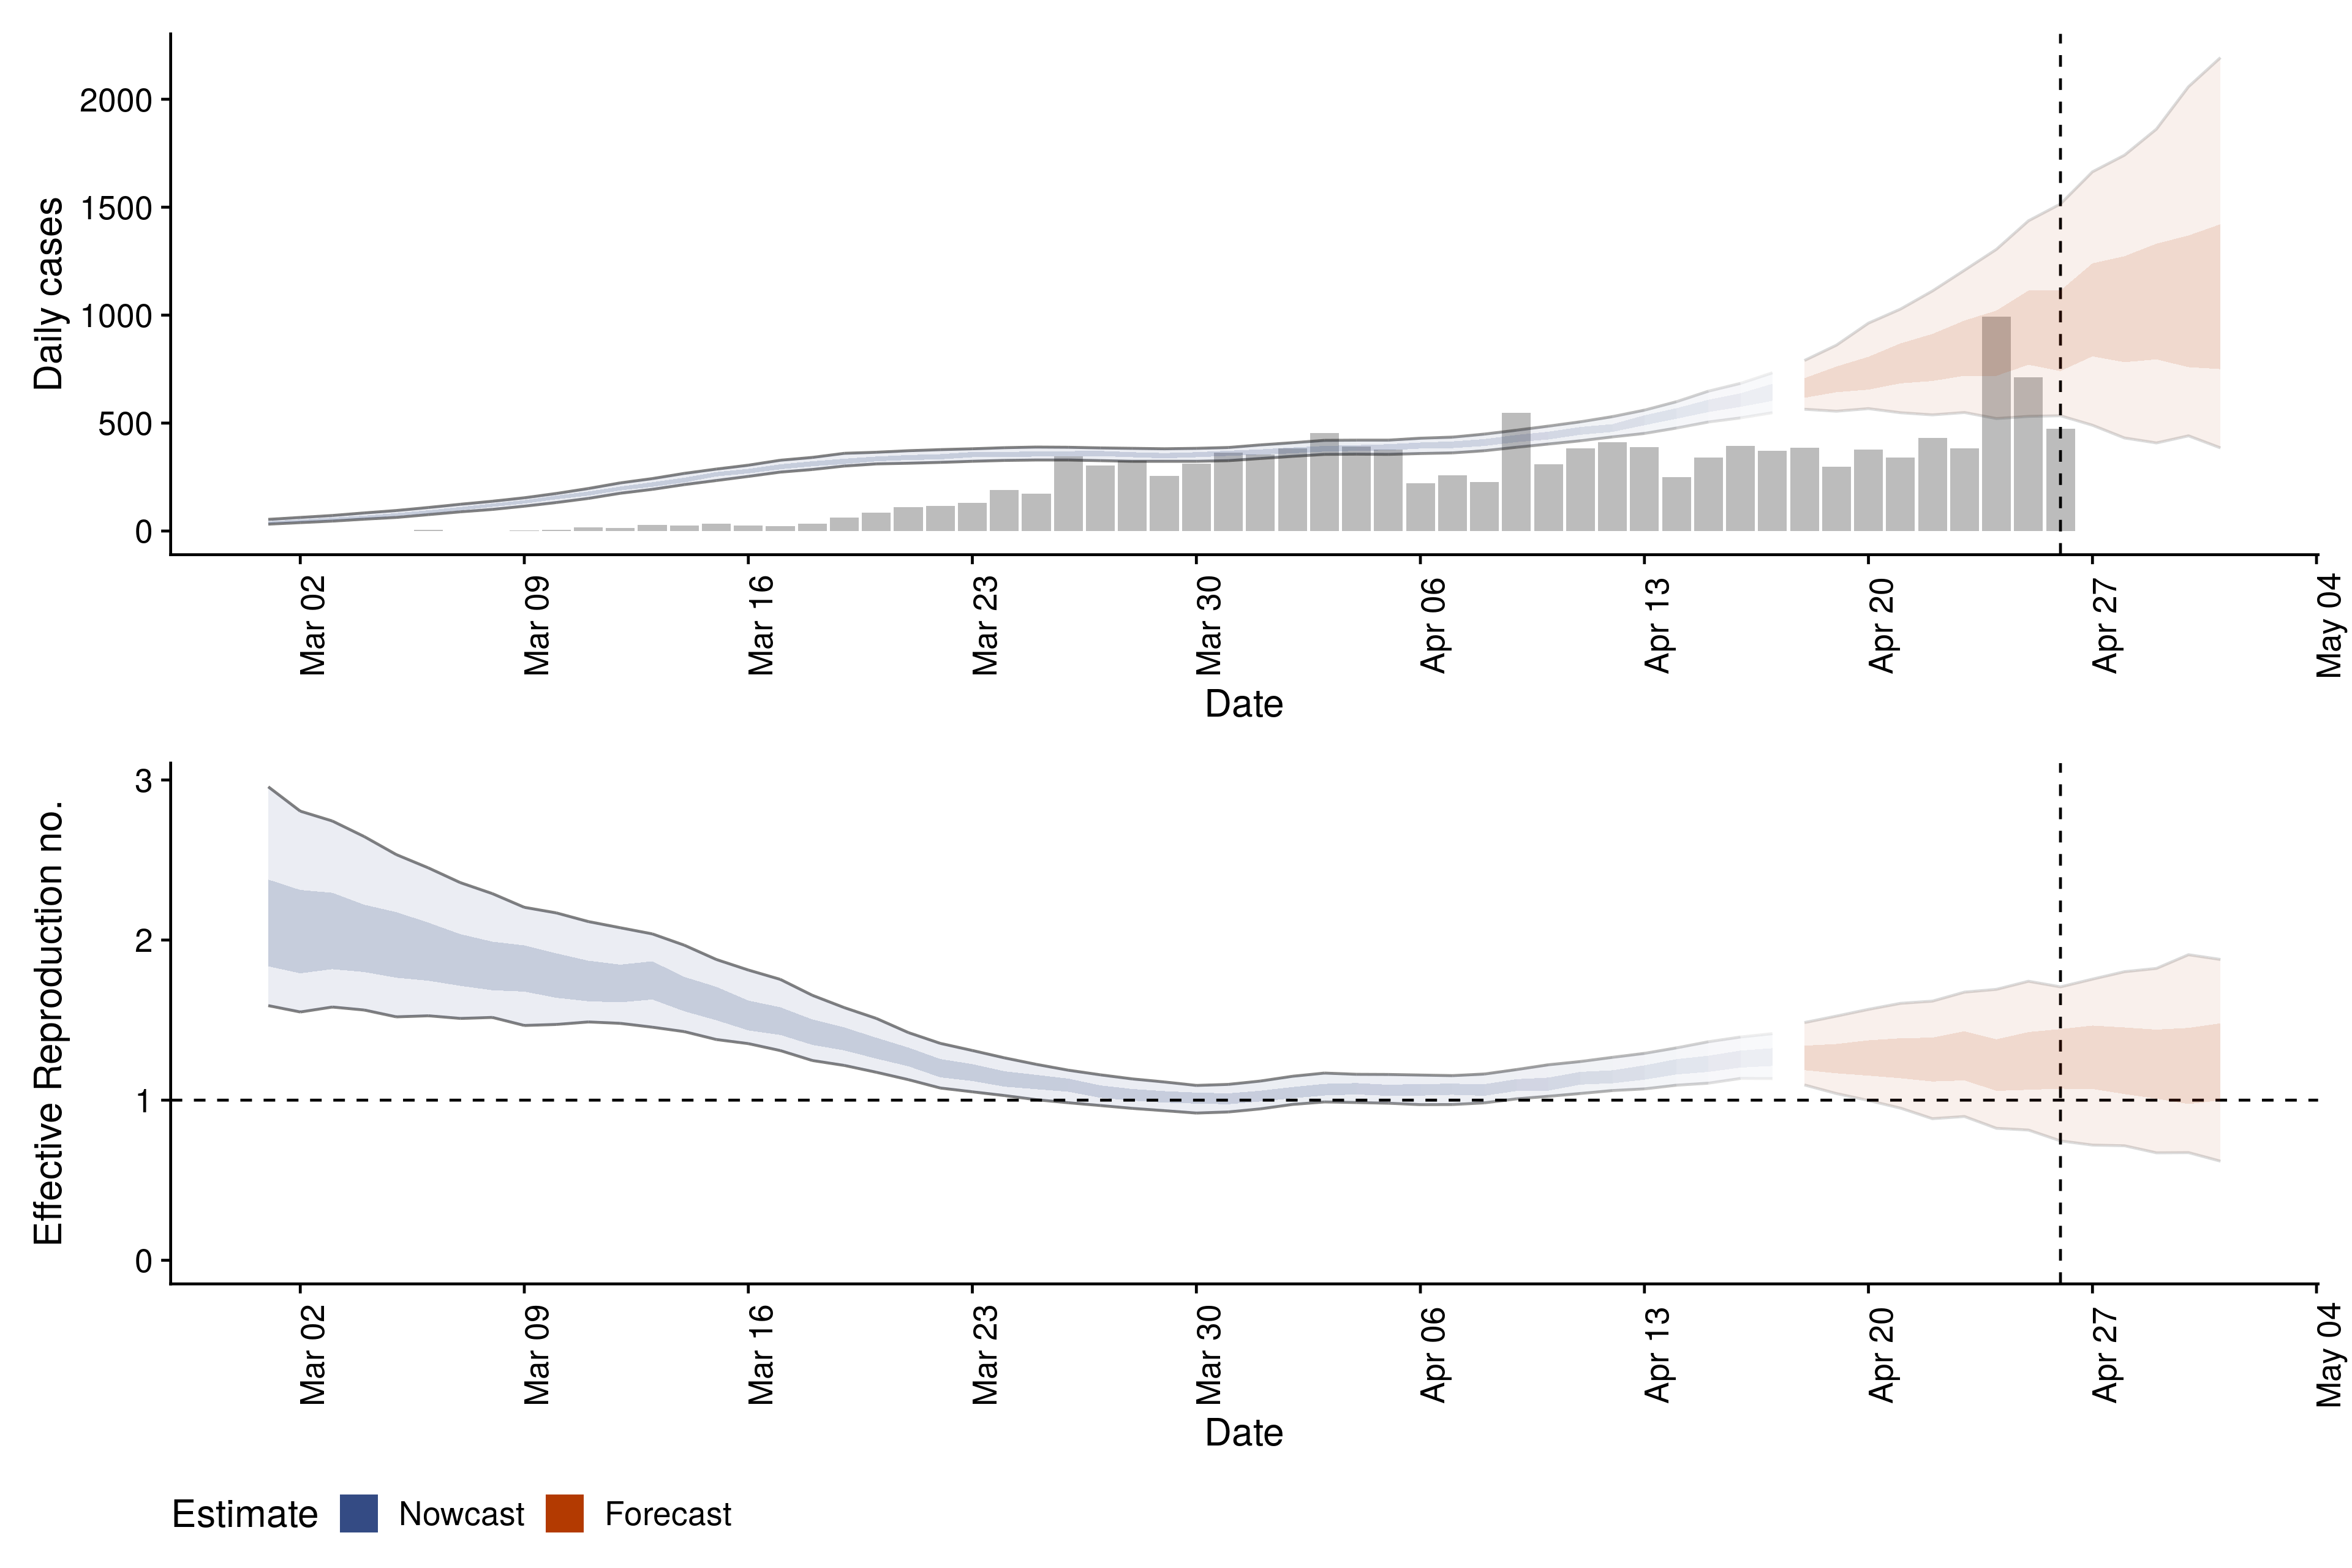 Daily cases
2000
1500
1000
500
0
Mar 02
Mar 09
Mar 16
Mar 23
Mar 30
Apr 06
Apr 13
Apr 20
Apr 27
May 04
Date
Effective Reproduction no.
3
2
1
0
Mar 02
Mar 09
Mar 16
Mar 23
Mar 30
Apr 06
Apr 13
Apr 20
Apr 27
May 04
Date
Estimate Nowcast Forecast